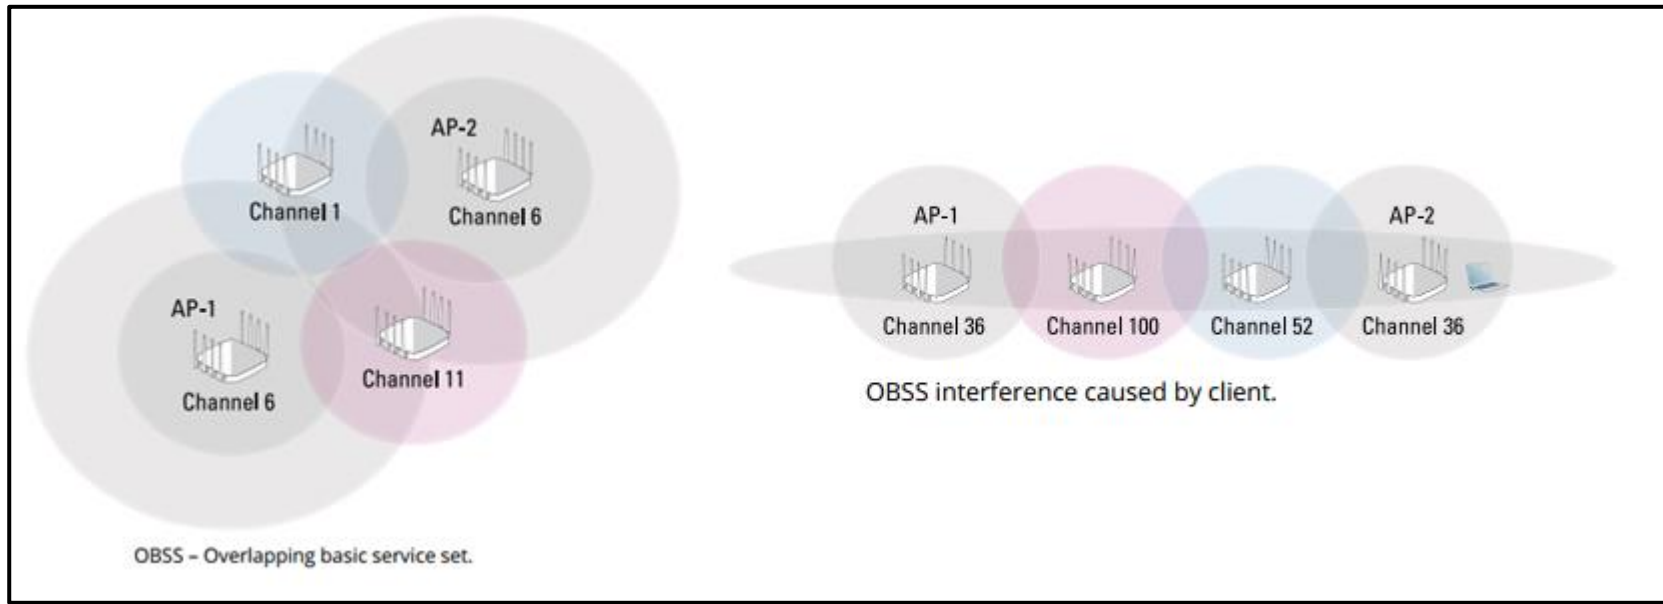 AP-2
Channel 1
Channel 6
AP-1
Channel 11
Channel 6
OBSS – Overlapping basic service set.
AP-1
AP-2
Channel 36
Channel 100
Channel 52
Channel 36
OBSS interference caused by client.